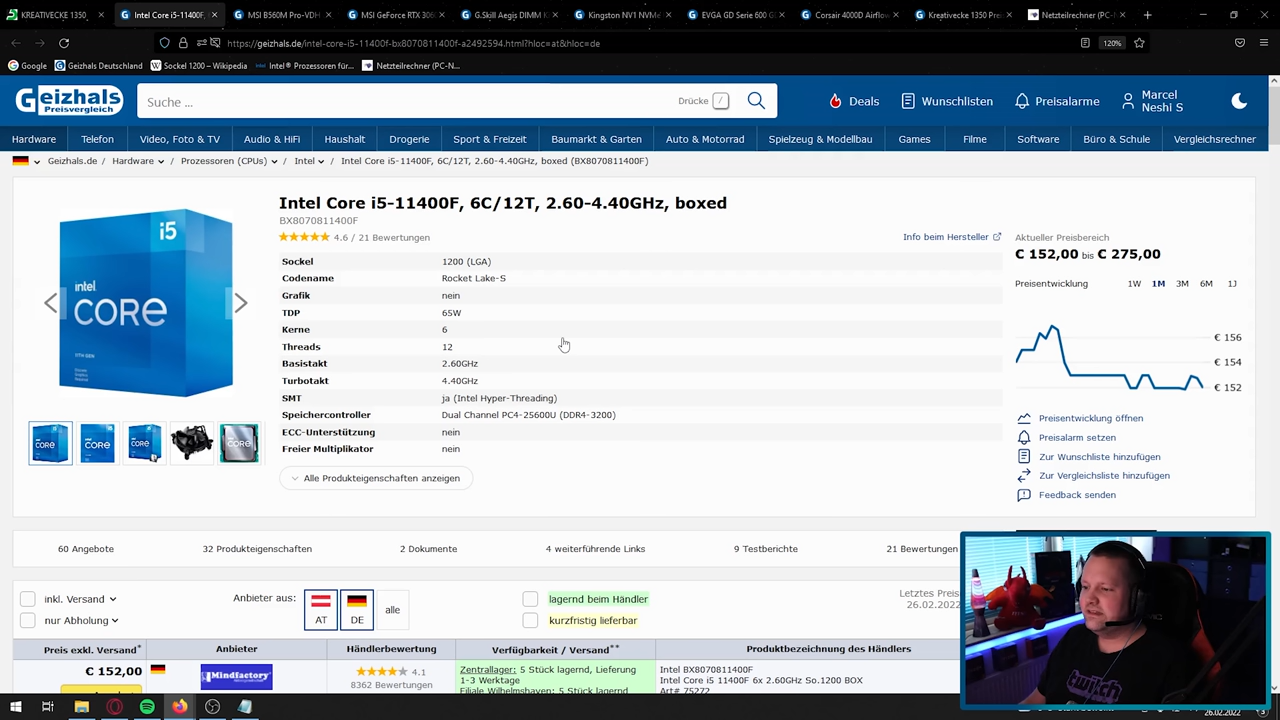 KREATIVECKE 1350
Intel Core i5-11400F,
MSI B560M Pro-VDH
MSI GeForce RTX 306
G.Skill Aegis DIMM K
Kingston NV1 NVMe
EVGA GD Serie 600 G
Corsair 4000D Airflow
Kreativecke 1350 Pre
Netzteilrechner (PC-N
https://geizhals.de/intel-core-i5-11400f-bx8070811400f-a2492594.html?hloc=at&hloc=de
120%
Google
Geizhals Deutschland
Sockel 1200 – Wikipedia
Intel® Prozessoren für...
Netzteilrechner (PC-N...
Geizhals
Preisvergleich
Suche ...
Drücke /
Deals
Wunschlisten
Preisalarme
Marcel
Neshi S
Hardware
Telefon
Video, Foto & TV
Audio & HiFi
Haushalt
Drogerie
Sport & Freizeit
Baumarkt & Garten
Auto & Motorrad
Spielzeug & Modellbau
Games
Filme
Software
Büro & Schule
Vergleichsrechner
Geizhals.de / Hardware / Prozessoren (CPUs) / Intel / Intel Core i5-11400F, 6C/12T, 2.60-4.40GHz, boxed (BX8070811400F)
i5
intel
CORE
11TH GEN
Intel Core i5-11400F, 6C/12T, 2.60-4.40GHz, boxed
BX8070811400F
4.6 / 21 Bewertungen
Info beim Hersteller
Sockel 1200 (LGA)
Codename Rocket Lake-S
Grafik nein
TDP 65W
Kerne 6
Threads 12
Basistakt 2.60GHz
Turbotakt 4.40GHz
SMT ja (Intel Hyper-Threading)
Speichercontroller Dual Channel PC4-25600U (DDR4-3200)
ECC-Unterstützung nein
Freier Multiplikator nein
Alle Produkteigenschaften anzeigen
Aktueller Preisbereich
€ 152,00 bis € 275,00
Preisentwicklung 1W 1M 3M 6M 1J
€ 156
€ 154
€ 152
Preisentwicklung öffnen
Preisalarm setzen
Zur Wunschliste hinzufügen
Zur Vergleichsliste hinzufügen
Feedback senden
60 Angebote
32 Produkteigenschaften
2 Dokumente
4 weiterführende Links
9 Testberichte
21 Bewertungen
inkl. Versand
nur Abholung
Anbieter aus:
AT
DE
alle
lagernd beim Händler
kurzfristig lieferbar
Letztes Preis
26.02.2022
Preis exkl. Versand*
Anbieter
Händlerbewertung
Verfügbarkeit / Versand**
Produktbezeichnung des Händlers
€ 152,00
Mindfactory
4.1
8362 Bewertungen
Zentrallager: 5 Stück lagernd, Lieferung
1-3 Werktage
Filiale Wilhelmshaven: 5 Stück lagernd
Intel BX8070811400F
Intel Core i5 11400F 6x 2.60GHz So.1200 BOX
Art# 75272
twitch
26.02.2022